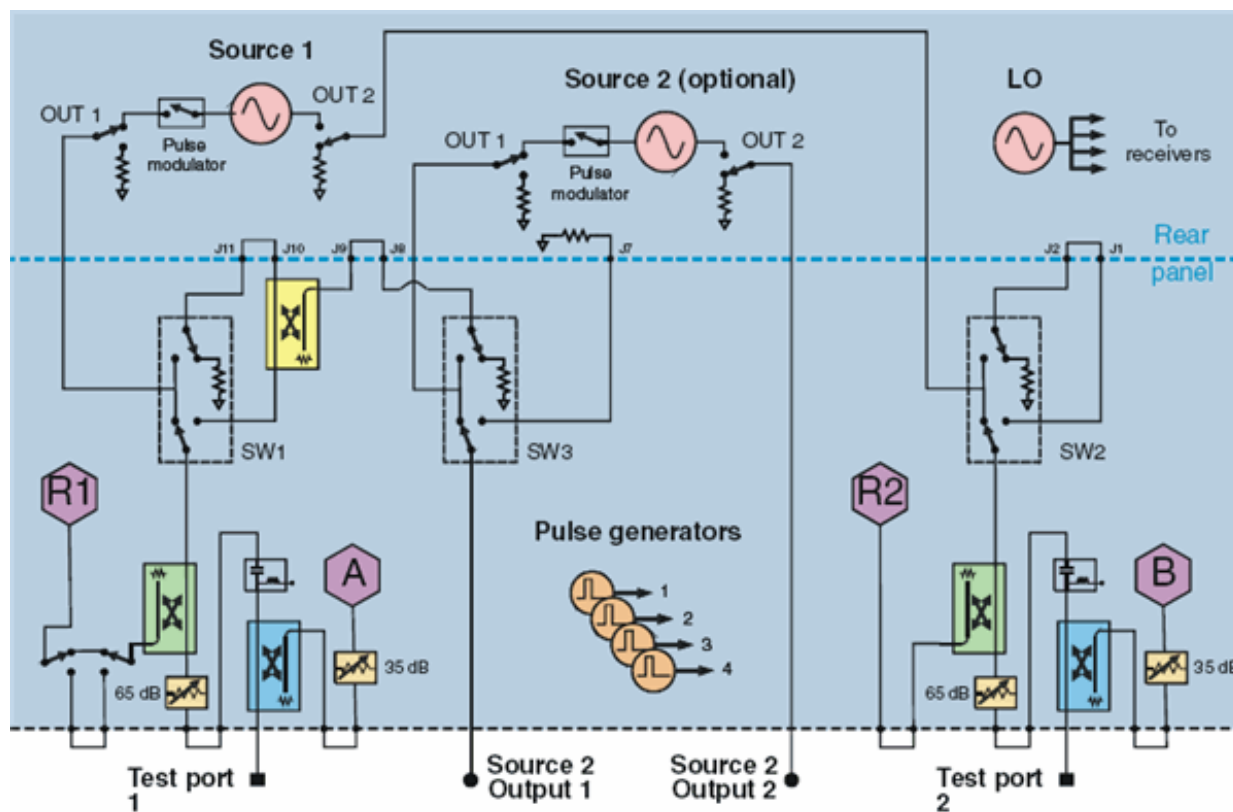 Source 1
OUT 1
OUT 2
Pulse
modulator
Source 2 (optional)
OUT 1
OUT 2
Pulse
modulator
LO
To
receivers
J11
J10
J9
J8
J7
J2
J1
Rear
panel
SW1
SW3
SW2
R1
A
R2
B
Pulse generators
1
2
3
4
65 dB
35 dB
65 dB
35 dB
Test port
1
Source 2
Output 1
Source 2
Output 2
Test port
2